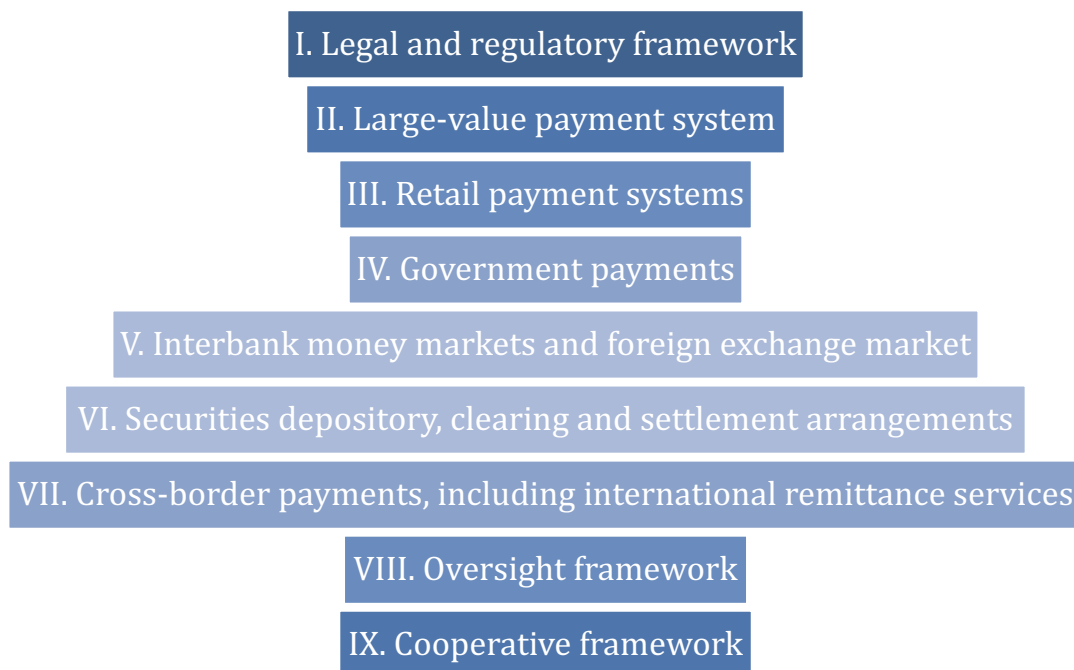 I. Legal and regulatory framework
II. Large-value payment system
III. Retail payment systems
IV. Government payments
V. Interbank money markets and foreign exchange market
VI. Securities depository, clearing and settlement arrangements
VII. Cross-border payments, including international remittance services
VIII. Oversight framework
IX. Cooperative framework